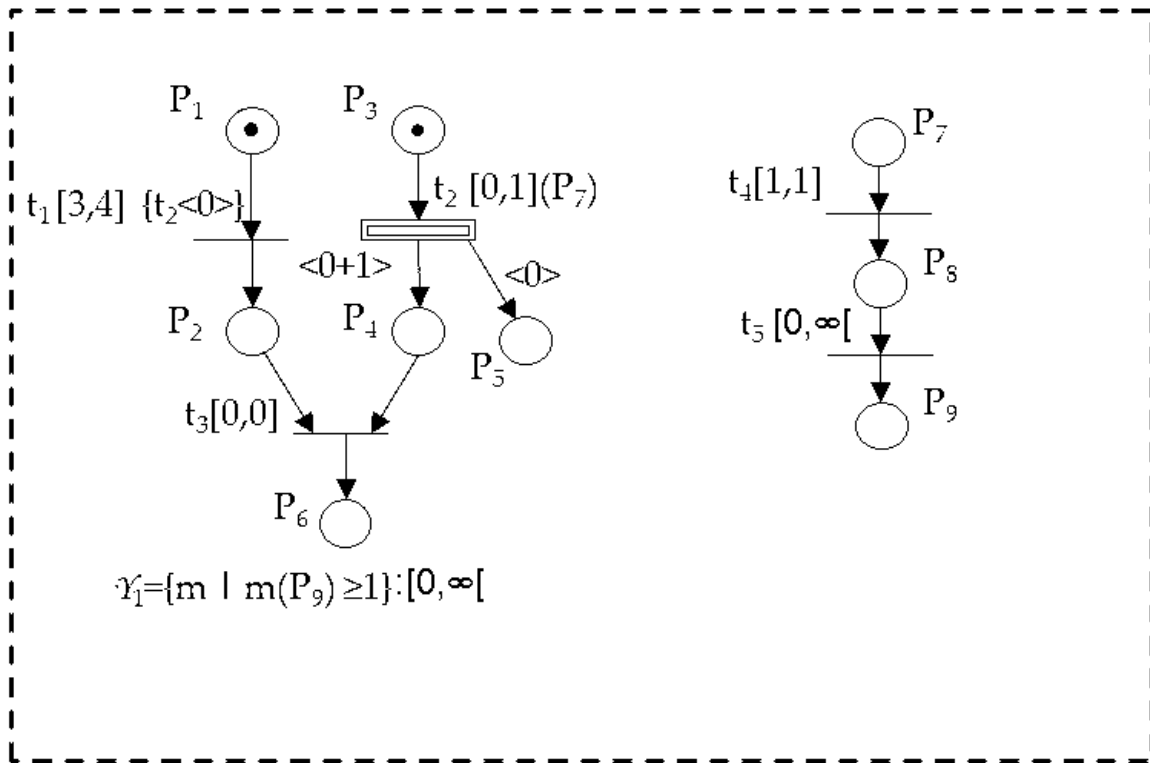 P₁
P₃
P₇
t₁[3,4] {t₂<0>}
t₂ [0,1](P₇)
t₄[1,1]
<0+1>
<0>
P₈
P₂
P₄
P₅
t₅ [0,∞[
t₃[0,0]
P₉
P₆
ϒ₁={m | m(P₉) ≥1}:[0,∞[